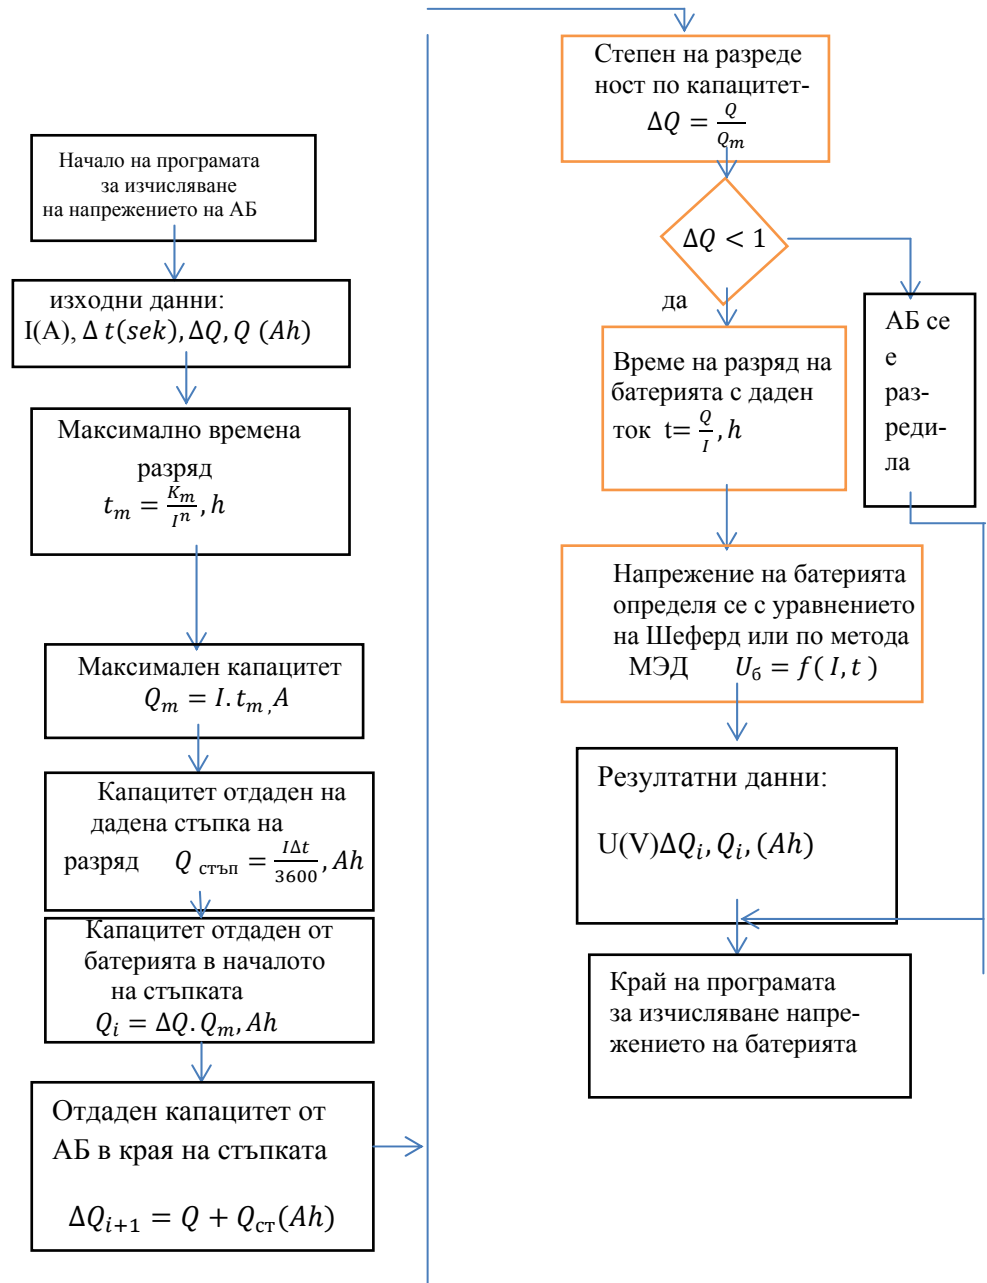 Начало на програмата
за изчисляване
на напрежението на АБ
изходни данни:
I(A), Δ t(sek), ΔQ, Q (Ah)
Максимално времена
разряд
t_m = K_m / I^n, h
Максимален капацитет
Q_m = I. t_m, A
Капацитет отдаден на
дадена стъпка на
разряд Q стъп = IΔt / 3600, Ah
Капацитет отдаден от
батерията в началото
на стъпката
Q_i = ΔQ. Q_m, Ah
Отдаден капацитет от
АБ в края на стъпката
ΔQ_{i+1} = Q + Q_ст(Ah)
Степен на разреде
ност по капацитет-
ΔQ = Q / Q_m
ΔQ < 1
да
АБ се
е
раз-
реди-
ла
Време на разряд на
батерията с даден
ток t= Q / I, h
Напрежение на батерията
определя се с уравнението
на Шеферд или по метода
МЭД U_б = f( I, t )
Резултатни данни:
U(V)ΔQ_i, Q_i, (Ah)
Край на програмата
за изчисляване напре-
жението на батерията